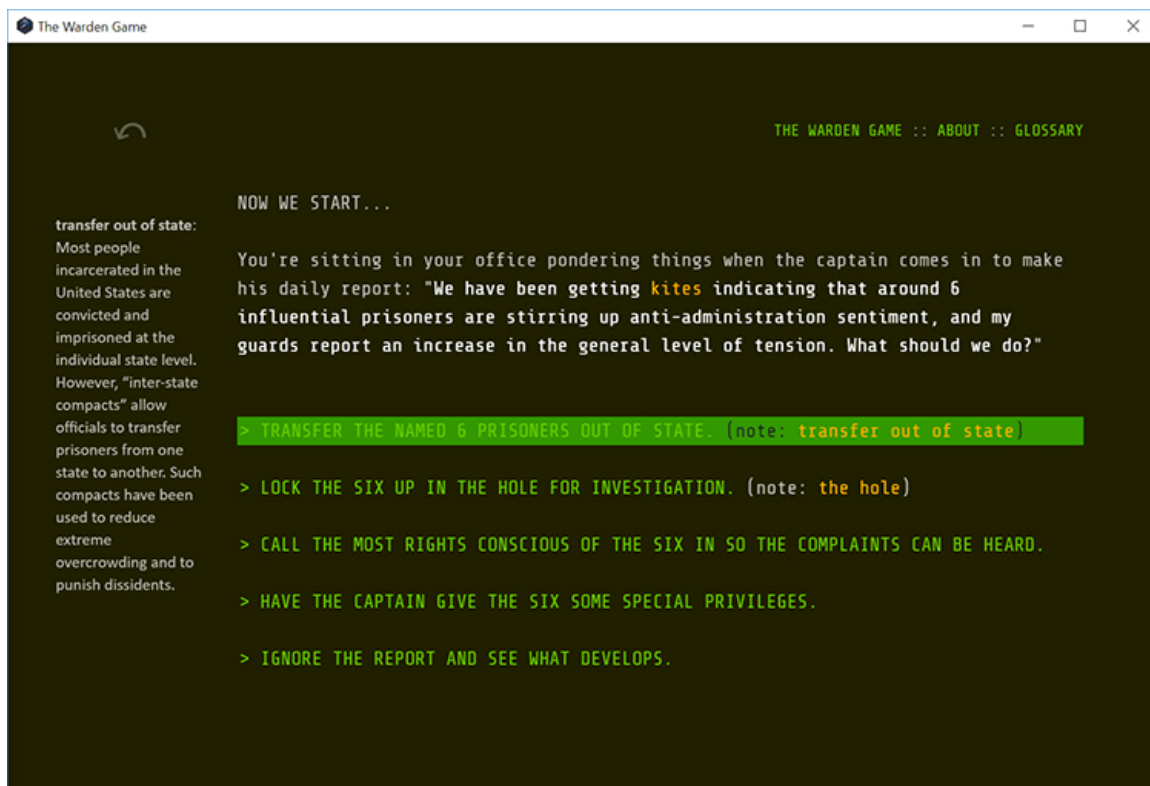 The Warden Game
THE WARDEN GAME :: ABOUT :: GLOSSARY
transfer out of state:
Most people
incarcerated in the
United States are
convicted and
imprisoned at the
individual state level.
However, “inter-state
compacts” allow
officials to transfer
prisoners from one
state to another. Such
compacts have been
used to reduce
extreme
overcrowding and to
punish dissidents.
NOW WE START...
You're sitting in your office pondering things when the captain comes in to make
his daily report: "We have been getting kites indicating that around 6
influential prisoners are stirring up anti-administration sentiment, and my
guards report an increase in the general level of tension. What should we do?"
> TRANSFER THE NAMED 6 PRISONERS OUT OF STATE. (note: transfer out of state)
> LOCK THE SIX UP IN THE HOLE FOR INVESTIGATION. (note: the hole)
> CALL THE MOST RIGHTS CONSCIOUS OF THE SIX IN SO THE COMPLAINTS CAN BE HEARD.
> HAVE THE CAPTAIN GIVE THE SIX SOME SPECIAL PRIVILEGES.
> IGNORE THE REPORT AND SEE WHAT DEVELOPS.